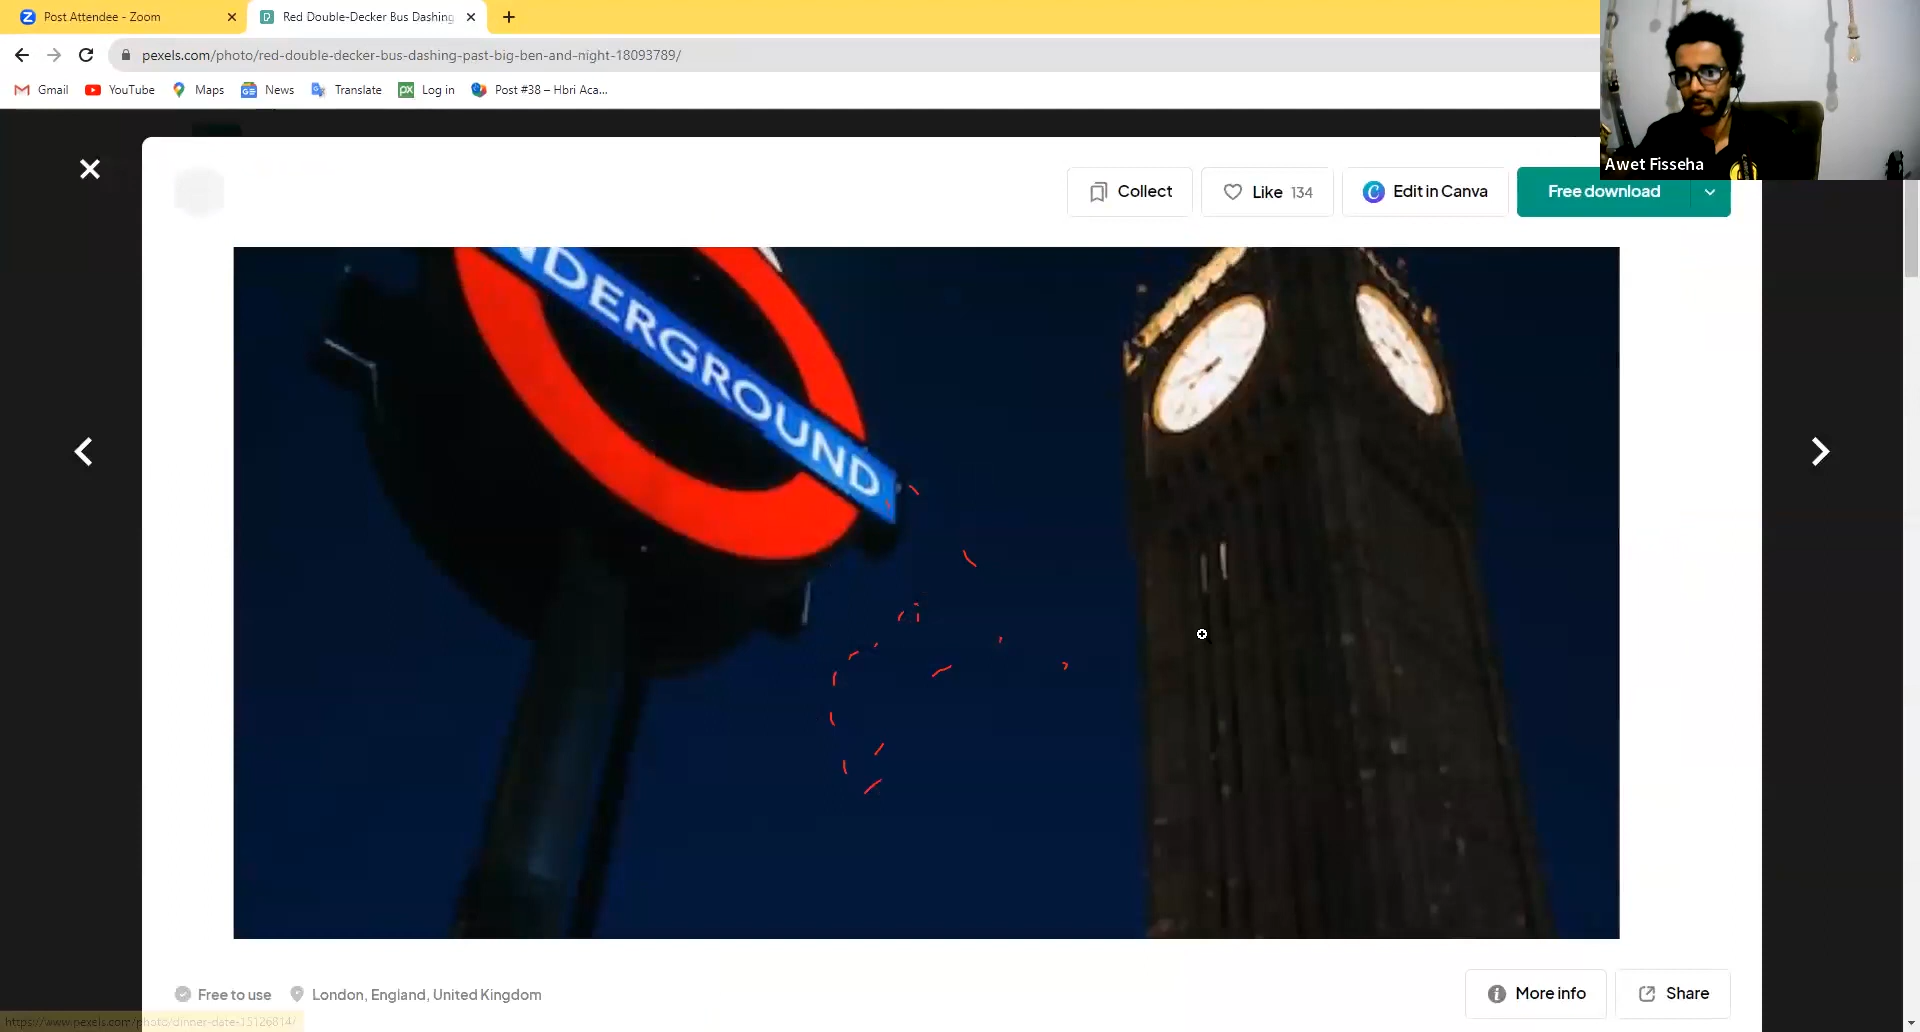 Post Attendee - Zoom
Red Double-Decker Bus Dashing
pexels.com/photo/red-double-decker-bus-dashing-past-big-ben-and-night-18093789/
Gmail
YouTube
Maps
News
Translate
Log in
Post #38 – Hbri Aca...
Awet Fisseha
Collect
Like 134
Edit in Canva
Free download
NDERGROUND
Free to use
London, England, United Kingdom
More info
Share
https://www.pexels.com/photo/dinner-date-15126814/